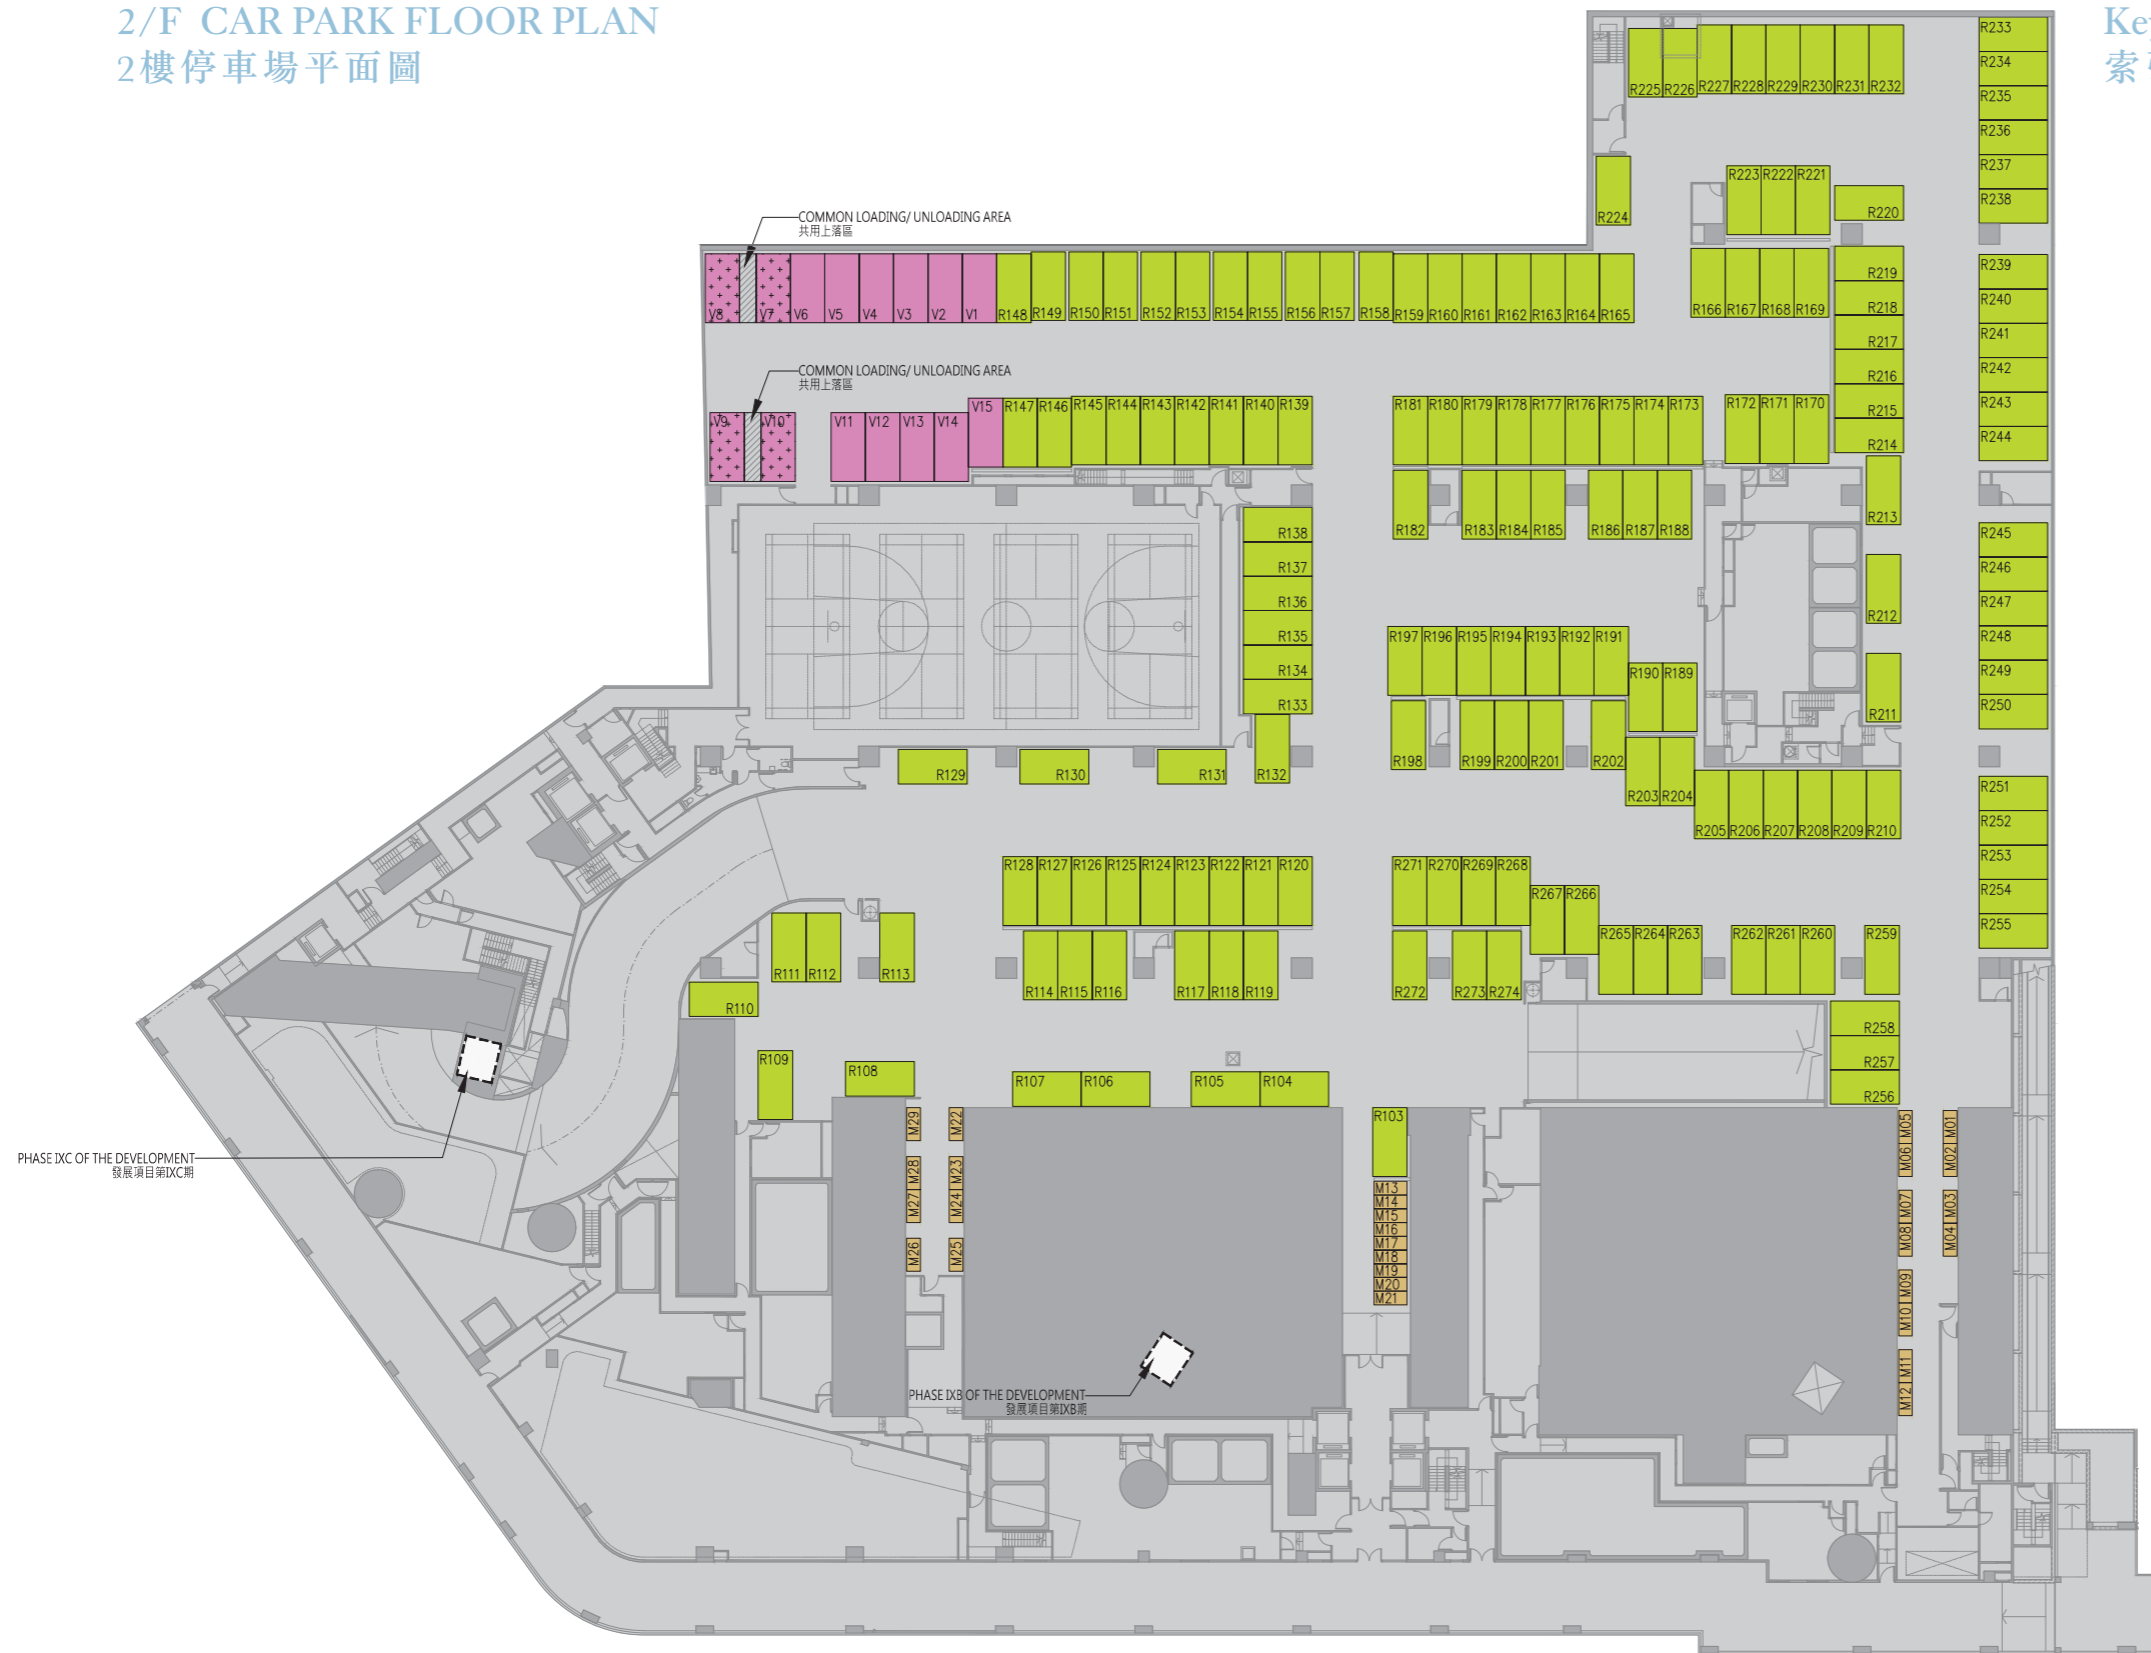 2/F CAR PARK FLOOR PLAN
2樓停車場平面圖
Ke
索
R233
R234
R235
R236
R237
R238
R225 R226 R227 R228 R229 R230 R231 R232
R223 R222 R221
R220
R224
COMMON LOADING/ UNLOADING AREA
共用上落區
V8 V7 V6 V5 V4 V3 V2 V1 R148 R149 R150 R151 R152 R153 R154 R155 R156 R157 R158 R159 R160 R161 R162 R163 R164 R165
R166 R167 R168 R169
R219
R218
R217
R216
R215
R214
R239
R240
R241
R242
R243
R244
COMMON LOADING/ UNLOADING AREA
共用上落區
V9 V10 V11 V12 V13 V14 V15 R147 R146 R145 R144 R143 R142 R141 R140 R139
R181 R180 R179 R178 R177 R176 R175 R174 R173
R172 R171 R170
R182 R183 R184 R185 R186 R187 R188
R213
R212
R211
R138
R137
R136
R135
R134
R133
R245
R246
R247
R248
R249
R250
R197 R196 R195 R194 R193 R192 R191
R190 R189
R198 R199 R200 R201 R202
R203 R204
R205 R206 R207 R208 R209 R210
R129 R130 R131 R132
R251
R252
R253
R254
R255
R128 R127 R126 R125 R124 R123 R122 R121 R120
R271 R270 R269 R268
R267 R266
R265 R264 R263 R262 R261 R260 R259
R111 R112 R113
R114 R115 R116 R117 R118 R119
R272 R273 R274
R110
R258
R257
R256
R109
R108
R107 R106 R105 R104
R103
M29 M22
M28 M23
M27 M24
M26 M25
M13
M14
M15
M16
M17
M18
M19
M20
M21
M05 M01
M06 M02
M07 M03
M08 M04
M09
M10
M11
M12
PHASE IXC OF THE DEVELOPMENT
發展項目第IXC期
PHASE IXB OF THE DEVELOPMENT
發展項目第IXB期